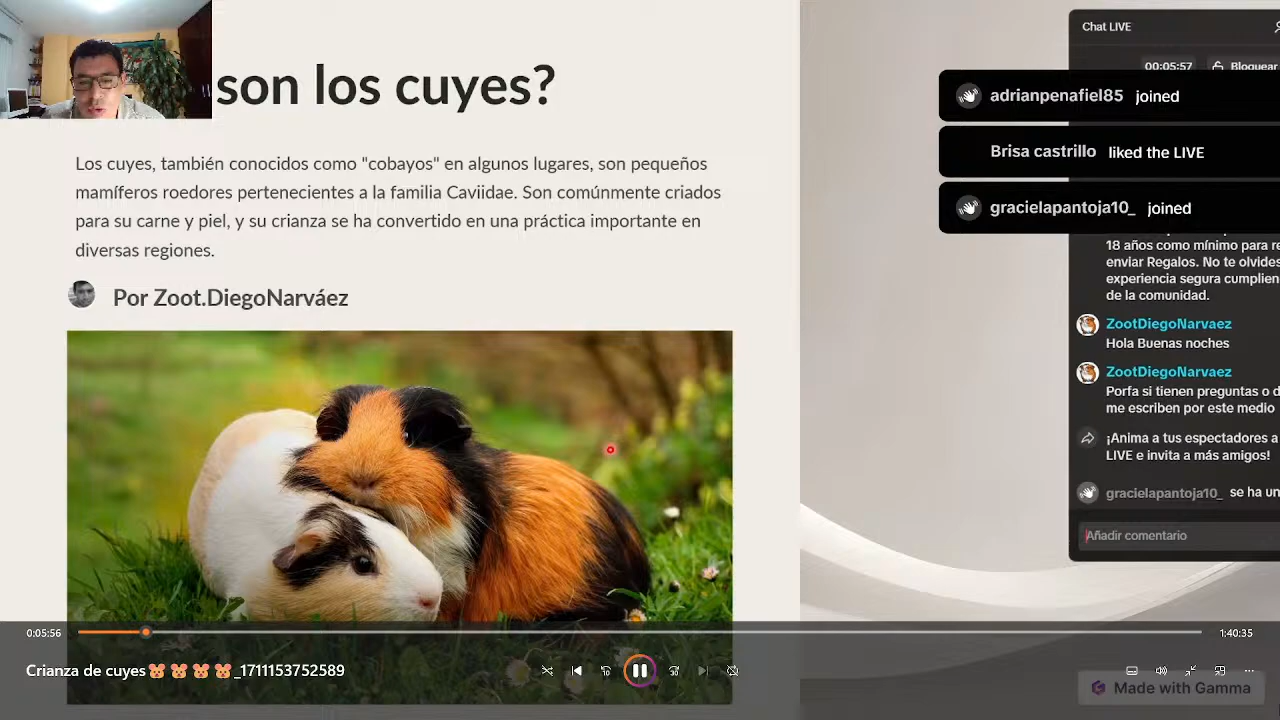 son los cuyes?
Los cuyes, también conocidos como "cobayos" en algunos lugares, son pequeños
mamíferos roedores pertenecientes a la familia Caviidae. Son comúnmente criados
para su carne y piel, y su crianza se ha convertido en una práctica importante en
diversas regiones.
Por Zoot.DiegoNarváez
Chat LIVE
00:05:57 Bloquear
adrianpenafiel85 joined
Brisa castrillo liked the LIVE
gracielapantoja10_ joined
18 años como mínimo para
enviar Regalos. No te olvides
experiencia segura
de la comunidad.
ZootDiegoNarvaez
Hola Buenas noches
ZootDiegoNarvaez
Porfa si tienen preguntas o
me escriben por este medio
¡Anima a tus espectadores a
LIVE e invita a más amigos!
gracielapantoja10_ se ha
Añadir comentario
0:05:56
1:40:35
Crianza de cuyes🐹🐹🐹🐹_1711153752589
Made with Gamma